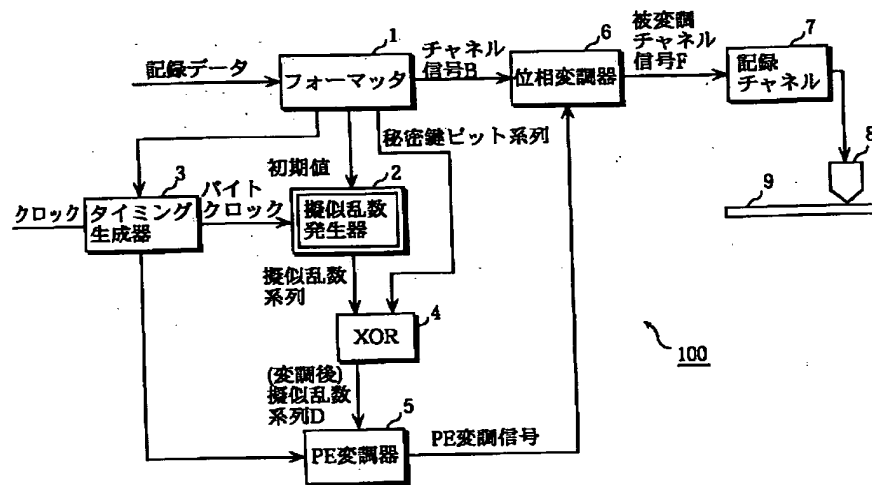 1
記録データ
フォーマッタ
チャネル
信号B
6
位相変調器
被変調
チャネル
信号F
7
記録
チャネル
8
9
秘密鍵ビット系列
初期値
3
クロック
タイミング
生成器
バイト
クロック
2
擬似乱数
発生器
擬似乱数
系列
4
XOR
100
(変調後)
擬似乱数
系列D
5
PE変調器
PE変調信号